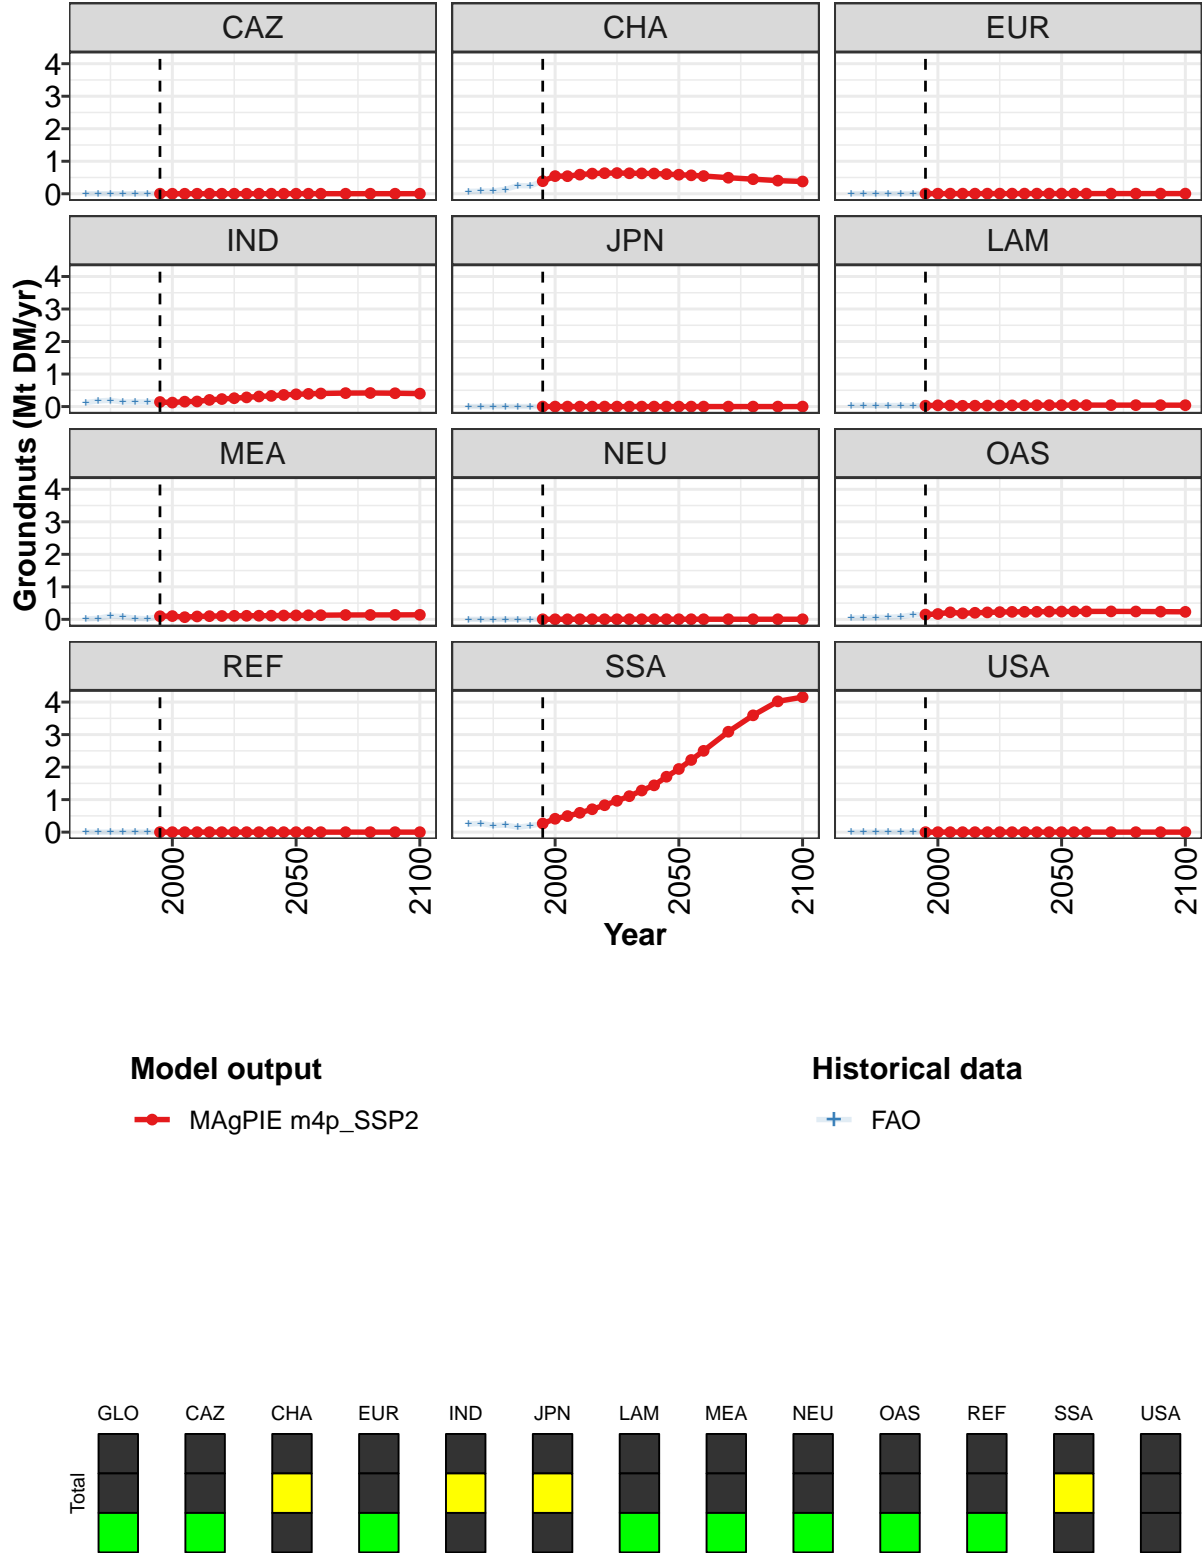 CAZ CHA EUR
4
3
2
1
0
IND JPN LAM
4
3
2
1
0
MEA NEU OAS
4
3
2
1
0
REF SSA USA
4
3
2
1
0
Groundnuts (Mt DM/yr)
2000 2050 2100 2000 2050 2100 2000 2050 2100
Year
Model output
MAgPIE m4p_SSP2
Historical data
FAO
GLO CAZ CHA EUR IND JPN LAM MEA NEU OAS REF SSA USA
Total